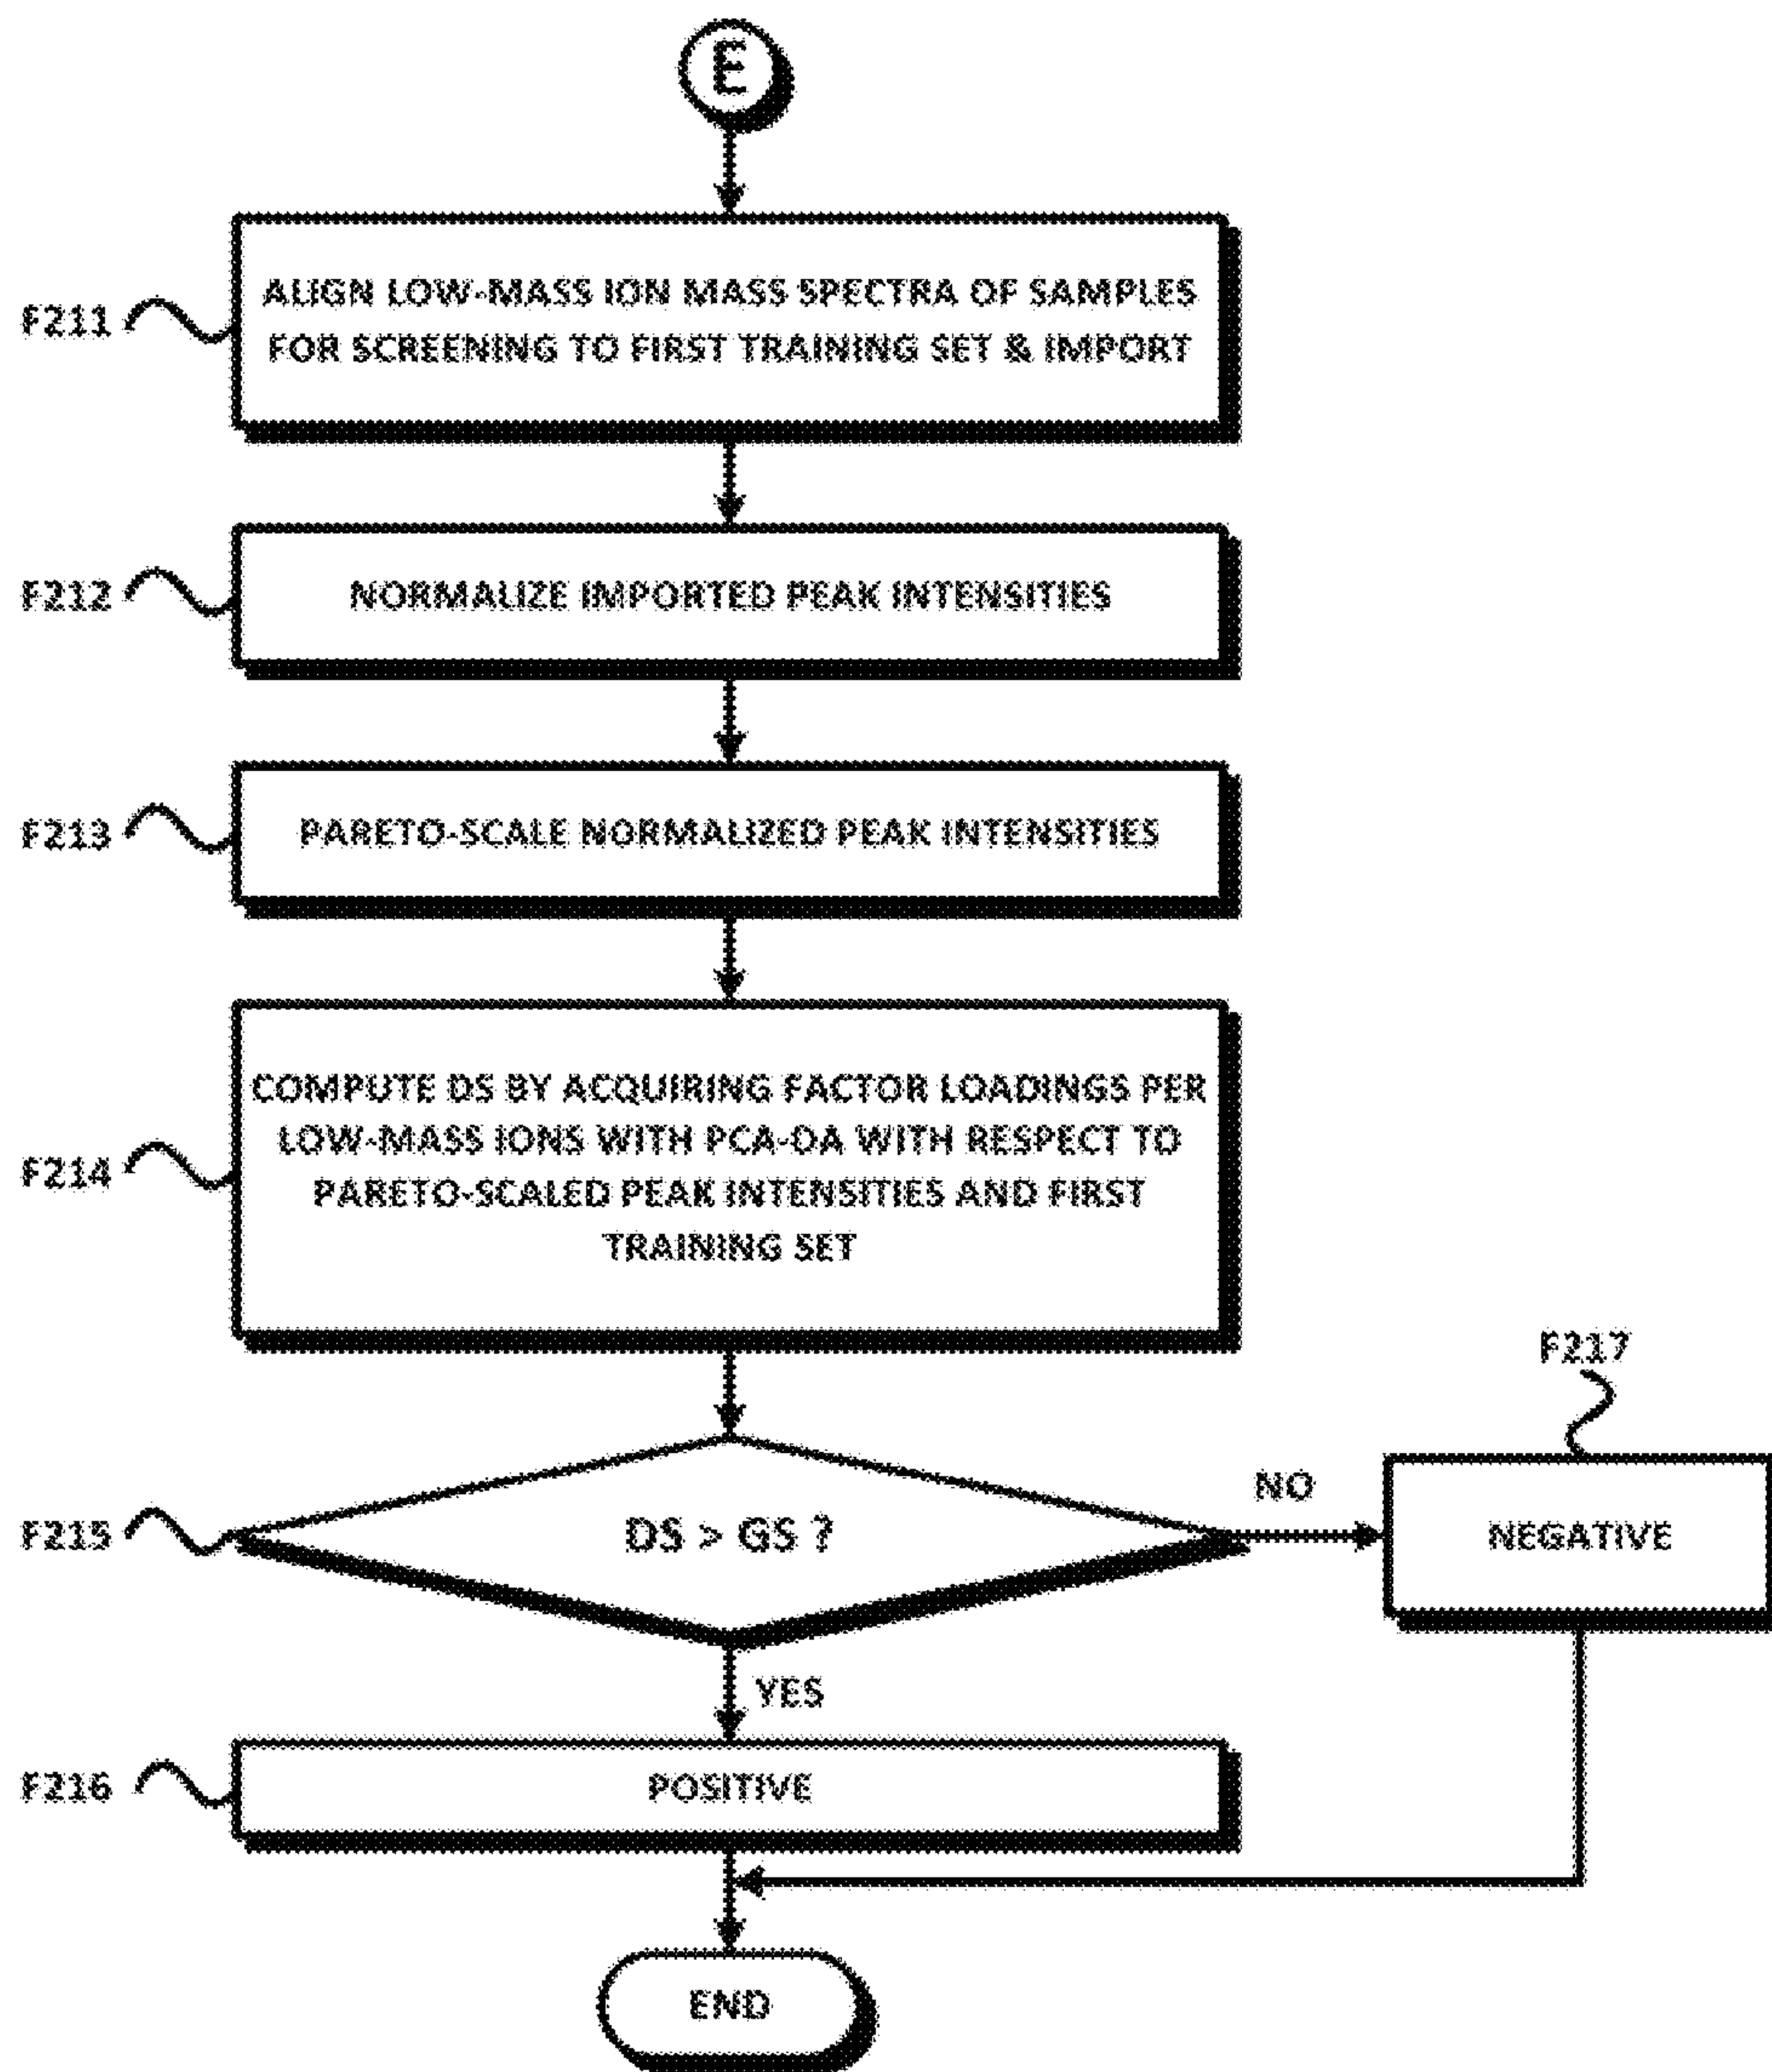 E
F211
ALIGN LOW-MASS ION MASS SPECTRA OF SAMPLES
FOR SCREENING TO FIRST TRAINING SET & IMPORT
F212
NORMALIZE IMPORTED PEAK INTENSITIES
F213
PARETO-SCALE NORMALIZED PEAK INTENSITIES
F214
COMPUTE DS BY ACQUIRING FACTOR LOADINGS PER
LOW-MASS IONS WITH PCA-DA WITH RESPECT TO
PARETO-SCALED PEAK INTENSITIES AND FIRST
TRAINING SET
F215
DS > GS ?
NO
F217
NEGATIVE
YES
F216
POSITIVE
END